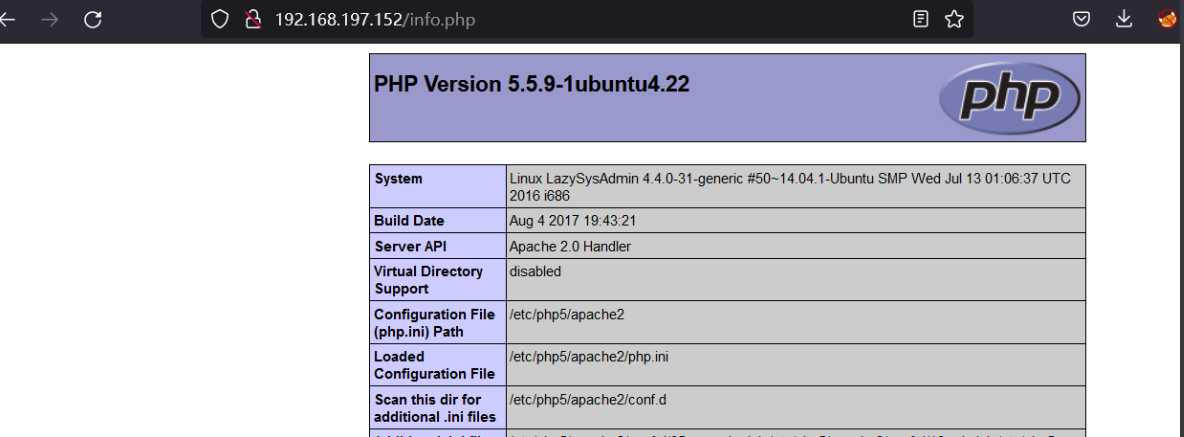 192.168.197.152/info.php
PHP Version 5.5.9-1ubuntu4.22
php
System
Linux LazySysAdmin 4.4.0-31-generic #50~14.04.1-Ubuntu SMP Wed Jul 13 01:06:37 UTC
2016 i686
Build Date
Aug 4 2017 19:43:21
Server API
Apache 2.0 Handler
Virtual Directory
Support
disabled
Configuration File
(php.ini) Path
/etc/php5/apache2
Loaded
Configuration File
/etc/php5/apache2/php.ini
Scan this dir for
additional .ini files
/etc/php5/apache2/conf.d